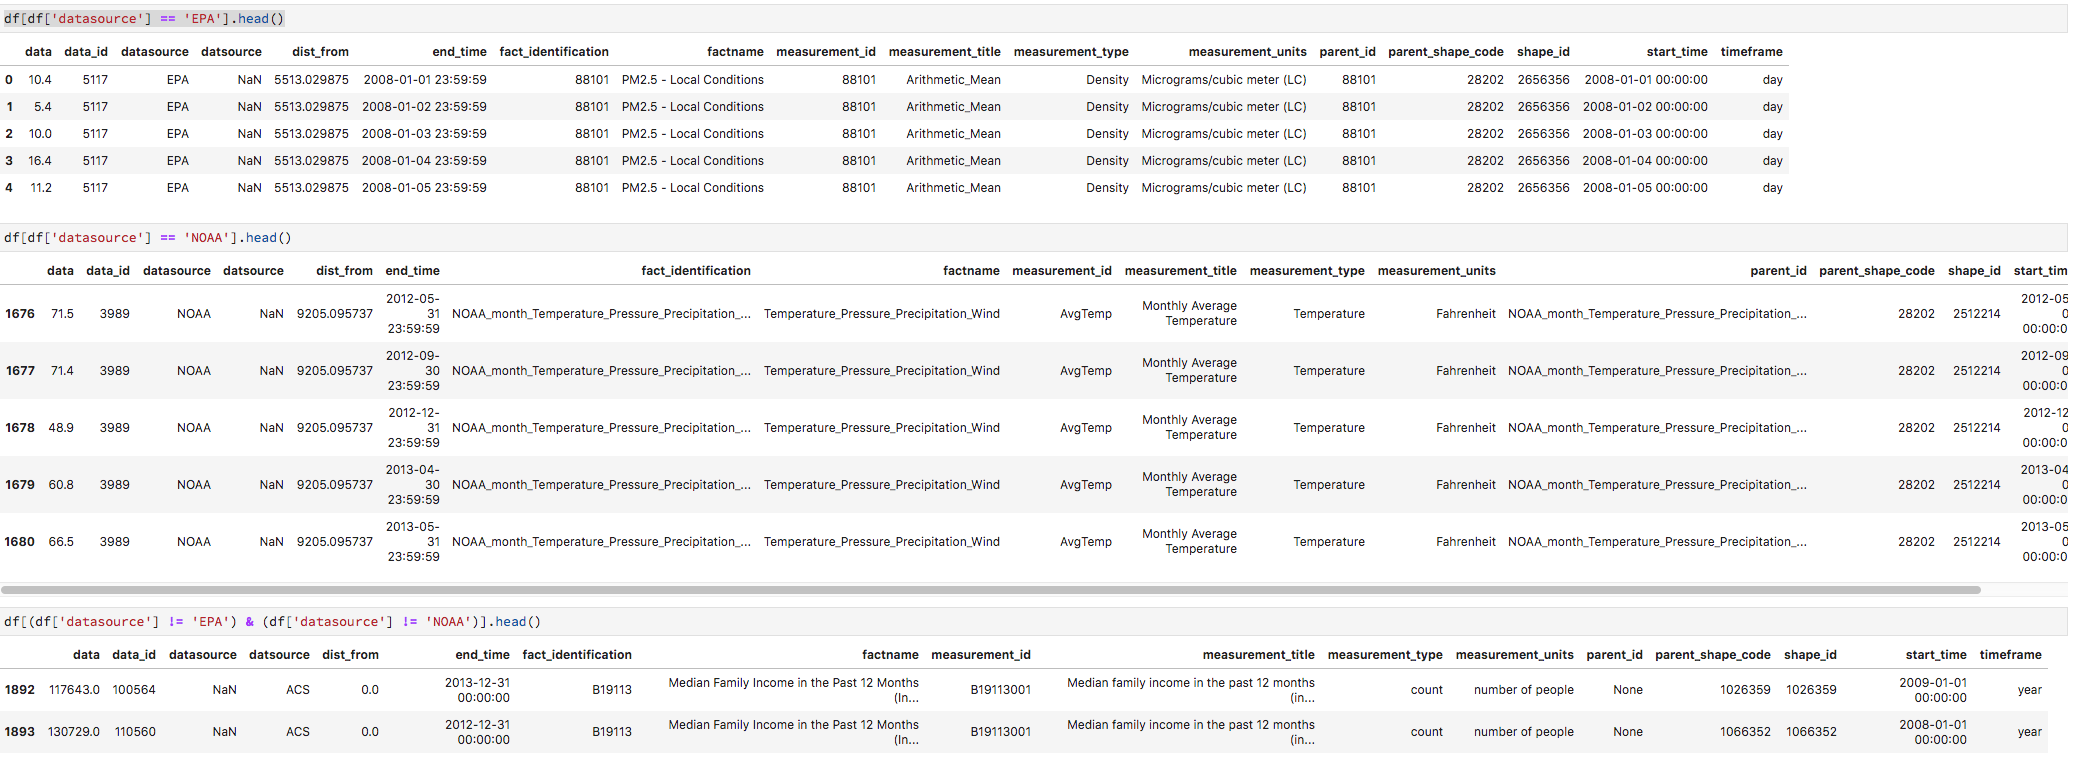 df[df['datasource'] == 'EPA'].head()
data data_id datasource datsource dist_from end_time fact_identification factname measurement_id measurement_title measurement_type measurement_units parent_id parent_shape_code shape_id start_time timeframe
0 10.4 5117 EPA NaN 5513.029875 2008-01-01 23:59:59 88101 PM2.5 - Local Conditions 88101 Arithmetic_Mean Density Micrograms/cubic meter (LC) 88101 28202 2656356 2008-01-01 00:00:00 day
1 5.4 5117 EPA NaN 5513.029875 2008-01-02 23:59:59 88101 PM2.5 - Local Conditions 88101 Arithmetic_Mean Density Micrograms/cubic meter (LC) 88101 28202 2656356 2008-01-02 00:00:00 day
2 10.0 5117 EPA NaN 5513.029875 2008-01-03 23:59:59 88101 PM2.5 - Local Conditions 88101 Arithmetic_Mean Density Micrograms/cubic meter (LC) 88101 28202 2656356 2008-01-03 00:00:00 day
3 16.4 5117 EPA NaN 5513.029875 2008-01-04 23:59:59 88101 PM2.5 - Local Conditions 88101 Arithmetic_Mean Density Micrograms/cubic meter (LC) 88101 28202 2656356 2008-01-04 00:00:00 day
4 11.2 5117 EPA NaN 5513.029875 2008-01-05 23:59:59 88101 PM2.5 - Local Conditions 88101 Arithmetic_Mean Density Micrograms/cubic meter (LC) 88101 28202 2656356 2008-01-05 00:00:00 day
df[df['datasource'] == 'NOAA'].head()
data data_id datasource datsource dist_from end_time fact_identification factname measurement_id measurement_title measurement_type measurement_units parent_id parent_shape_code shape_id start_tim
2012-05- 2012-05
Monthly Average
1676 71.5 3989 NOAA NaN 9205.095737 31 NOAA_month_Temperature_Pressure_Precipitation_... Temperature_Pressure_Precipitation_Wind AvgTemp Temperature Fahrenheit NOAA_month_Temperature_Pressure_Precipitation_... 28202 2512214 0
Temperature
23:59:59 00:00:0
2012-09- 2012-09
Monthly Average
1677 71.4 3989 NOAA NaN 9205.095737 30 NOAA_month_Temperature_Pressure_Precipitation_... Temperature_Pressure_Precipitation_Wind AvgTemp Temperature Fahrenheit NOAA_month_Temperature_Pressure_Precipitation_... 28202 2512214 0
Temperature
23:59:59 00:00:0
2012-12- 2012-12
Monthly Average
1678 48.9 3989 NOAA NaN 9205.095737 31 NOAA_month_Temperature_Pressure_Precipitation_... Temperature_Pressure_Precipitation_Wind AvgTemp Temperature Fahrenheit NOAA_month_Temperature_Pressure_Precipitation_... 28202 2512214 0
Temperature
23:59:59 00:00:0
2013-04- 2013-04
Monthly Average
1679 60.8 3989 NOAA NaN 9205.095737 30 NOAA_month_Temperature_Pressure_Precipitation_... Temperature_Pressure_Precipitation_Wind AvgTemp Temperature Fahrenheit NOAA_month_Temperature_Pressure_Precipitation_... 28202 2512214 0
Temperature
23:59:59 00:00:0
2013-05- 2013-05
Monthly Average
1680 66.5 3989 NOAA NaN 9205.095737 31 NOAA_month_Temperature_Pressure_Precipitation_... Temperature_Pressure_Precipitation_Wind AvgTemp Temperature Fahrenheit NOAA_month_Temperature_Pressure_Precipitation_... 28202 2512214 0
Temperature
23:59:59 00:00:0
df[(df['datasource'] != 'EPA') & (df['datasource'] != 'NOAA')].head()
data data_id datasource datsource dist_from end_time fact_identification factname measurement_id measurement_title measurement_type measurement_units parent_id parent_shape_code shape_id start_time timeframe
2013-12-31 Median Family Income in the Past 12 Months Median family income in the past 12 months 2009-01-01
1892 117643.0 100564 NaN ACS 0.0 B19113 B19113001 count number of people None 1026359 1026359 year
00:00:00 (In... (in... 00:00:00
2012-12-31 Median Family Income in the Past 12 Months Median family income in the past 12 months 2008-01-01
1893 130729.0 110560 NaN ACS 0.0 B19113 B19113001 count number of people None 1066352 1066352 year
00:00:00 (In... (in... 00:00:00